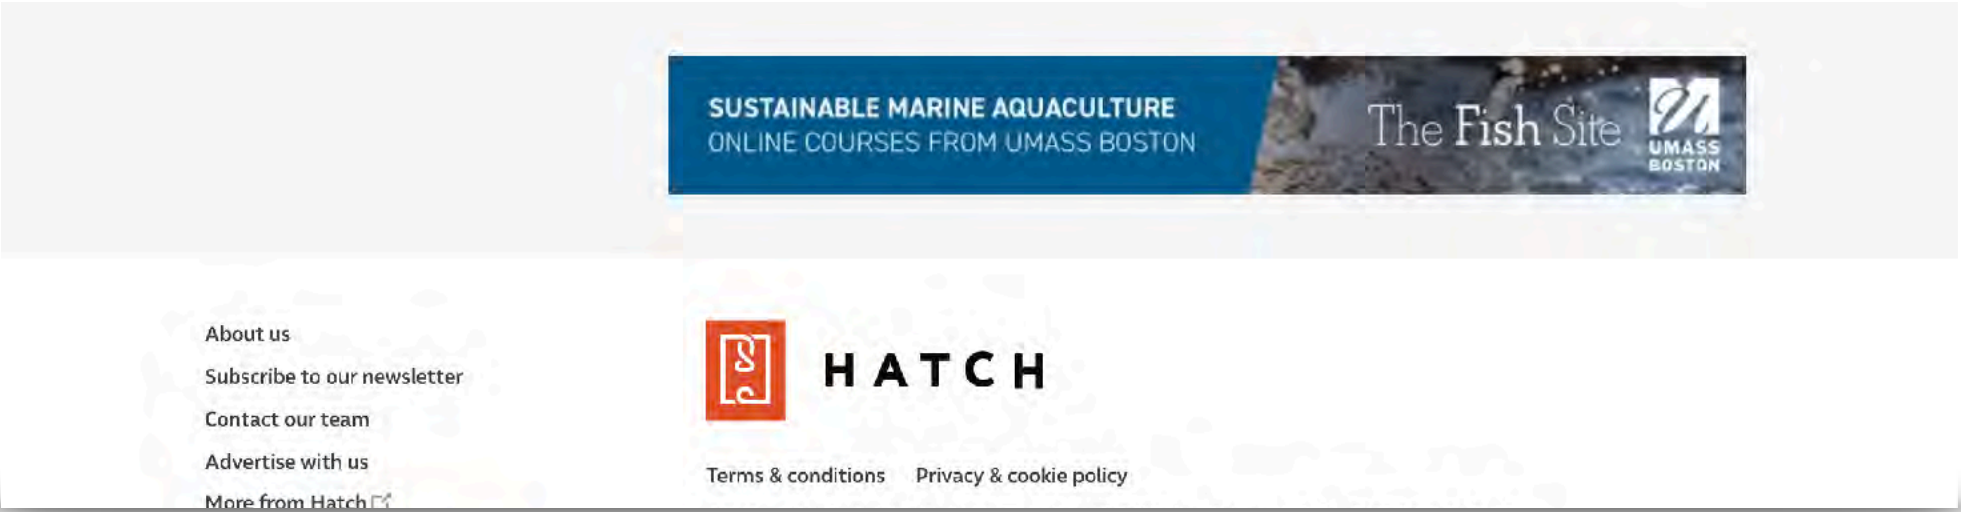 SUSTAINABLE MARINE AQUACULTURE
ONLINE COURSES FROM UMASS BOSTON
The Fish Site
UMASS
BOSTON
About us
Subscribe to our newsletter
Contact our team
Advertise with us
More from Hatch
HATCH
Terms & conditions Privacy & cookie policy